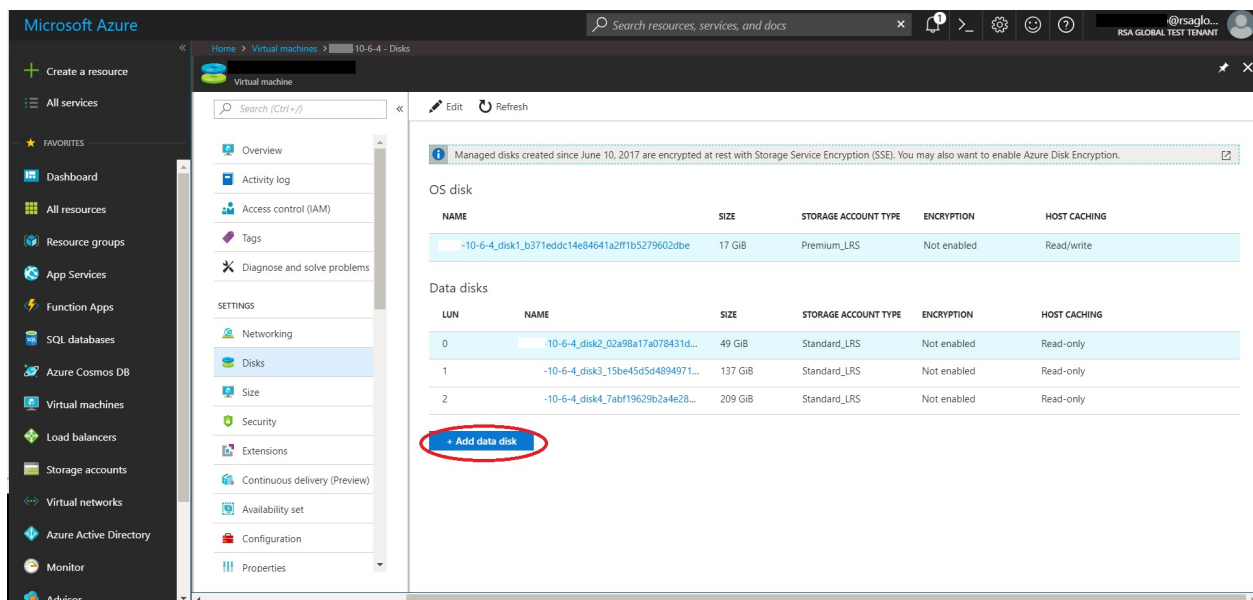 Microsoft Azure
Search resources, services, and docs
1
@rsaglo...
RSA GLOBAL TEST TENANT
Home > Virtual machines > 10-6-4 - Disks
Virtual machine
Create a resource
All services
FAVORITES
Dashboard
All resources
Resource groups
App Services
Function Apps
SQL databases
Azure Cosmos DB
Virtual machines
Load balancers
Storage accounts
Virtual networks
Azure Active Directory
Monitor
Advisor
Search (Ctrl+/)
Overview
Activity log
Access control (IAM)
Tags
Diagnose and solve problems
SETTINGS
Networking
Disks
Size
Security
Extensions
Continuous delivery (Preview)
Availability set
Configuration
Properties
Edit Refresh
Managed disks created since June 10, 2017 are encrypted at rest with Storage Service Encryption (SSE). You may also want to enable Azure Disk Encryption.
OS disk
NAME SIZE STORAGE ACCOUNT TYPE ENCRYPTION HOST CACHING
-10-6-4_disk1_b371eddc14e84641a2ff1b5279602dbe 17 GiB Premium_LRS Not enabled Read/write
Data disks
LUN NAME SIZE STORAGE ACCOUNT TYPE ENCRYPTION HOST CACHING
0 -10-6-4_disk2_02a98a17a078431d... 49 GiB Standard_LRS Not enabled Read-only
1 -10-6-4_disk3_15be45d5d4894971... 137 GiB Standard_LRS Not enabled Read-only
2 -10-6-4_disk4_7abf19629b2a4e28... 209 GiB Standard_LRS Not enabled Read-only
+ Add data disk